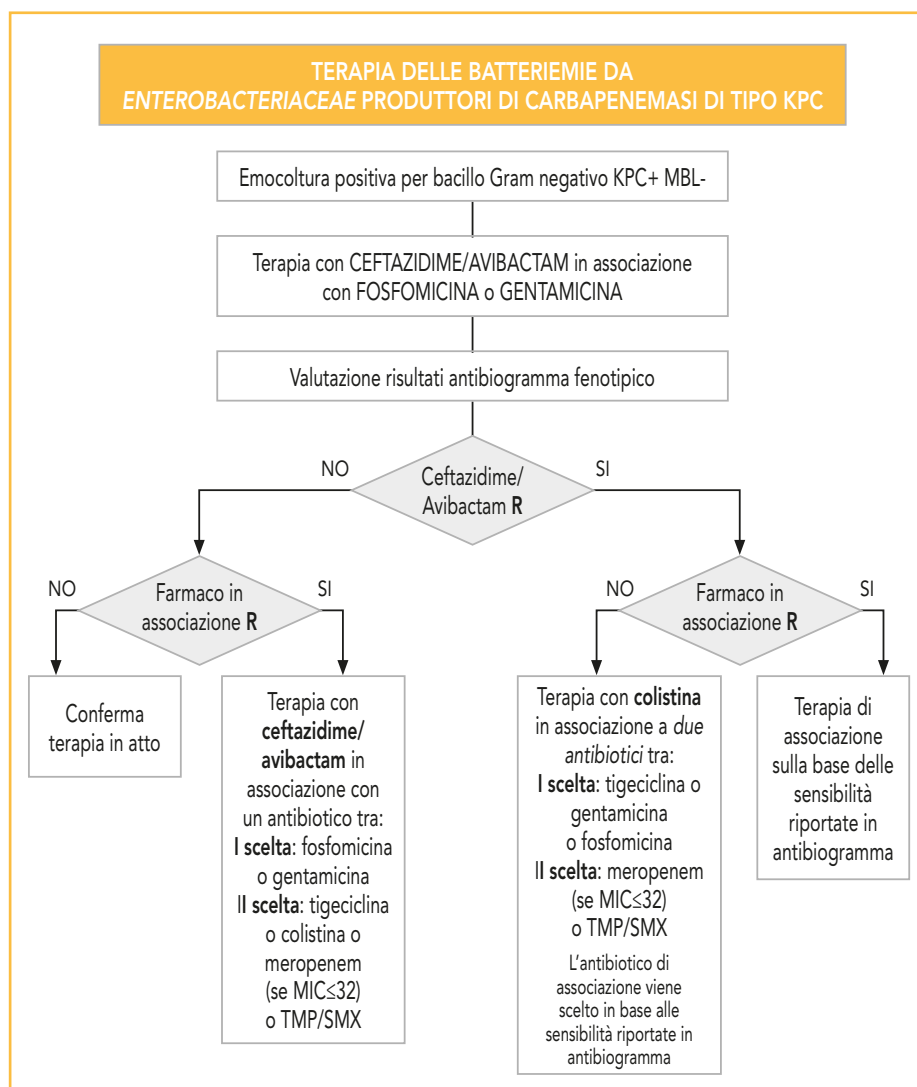 TERAPIA DELLE BATTERIEMIE DA
ENTEROBACTERIACEAE PRODUTTORI DI CARBAPENEMASI DI TIPO KPC
Emocoltura positiva per bacillo Gram negativo KPC+ MBL-
Terapia con CEFTAZIDIME/AVIBACTAM in associazione
con FOSFOMICINA o GENTAMICINA
Valutazione risultati antibiogramma fenotipico
NO
Ceftazidime/
Avibactam R
SI
NO
Farmaco in
associazione R
SI
NO
Farmaco in
associazione R
SI
Conferma
terapia in atto
Terapia con
ceftazidime/
avibactam in
associazione con
un antibiotico tra:
I scelta: fosfomicina
o gentamicina
II scelta: tigeciclina
o colistina o
meropenem
(se MIC≤32)
o TMP/SMX
Terapia con colistina
in associazione a due
antibiotici tra:
I scelta: tigeciclina o
gentamicina
o fosfomicina
II scelta: meropenem
(se MIC≤32)
o TMP/SMX
L'antibiotico di
associazione viene
scelto in base alle
sensibilità riportate in
antibiogramma
Terapia di
associazione
sulla base delle
sensibilità
riportate in
antibiogramma